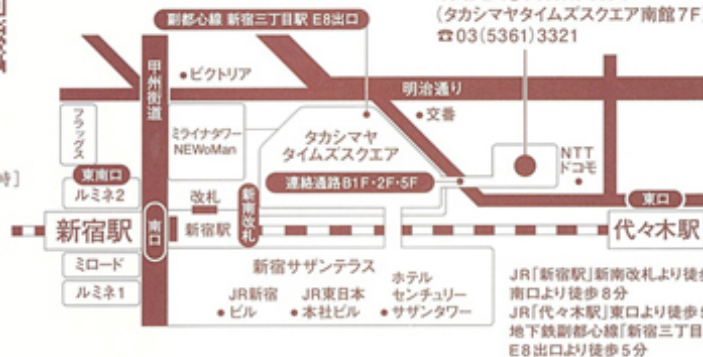 (タカシマヤタイムズスクエア南館7F)
☎03(5361)3321
副都心線 新宿三丁目駅 E8出口
甲州街道
•ビクトリア
明治通り
•交番
フラッグス
ミライナタワー
NEWoMan
タカシマヤ
タイムズスクエア
NTT
ドコモ
連絡通路B1F・2F・5F
東南口
ルミネ2
改札
新南改札
東口
新宿駅
南口
新宿駅
代々木駅
ミロード
ルミネ1
新宿サザンテラス
JR新宿
•ビル
JR東日本
•本社ビル
ホテル
センチュリー
•サザンタワー
JR「新宿駅」新南改札より徒歩
南口より徒歩8分
JR「代々木駅」東口より徒歩5
地下鉄副都心線「新宿三丁目
E8出口より徒歩5分
時]